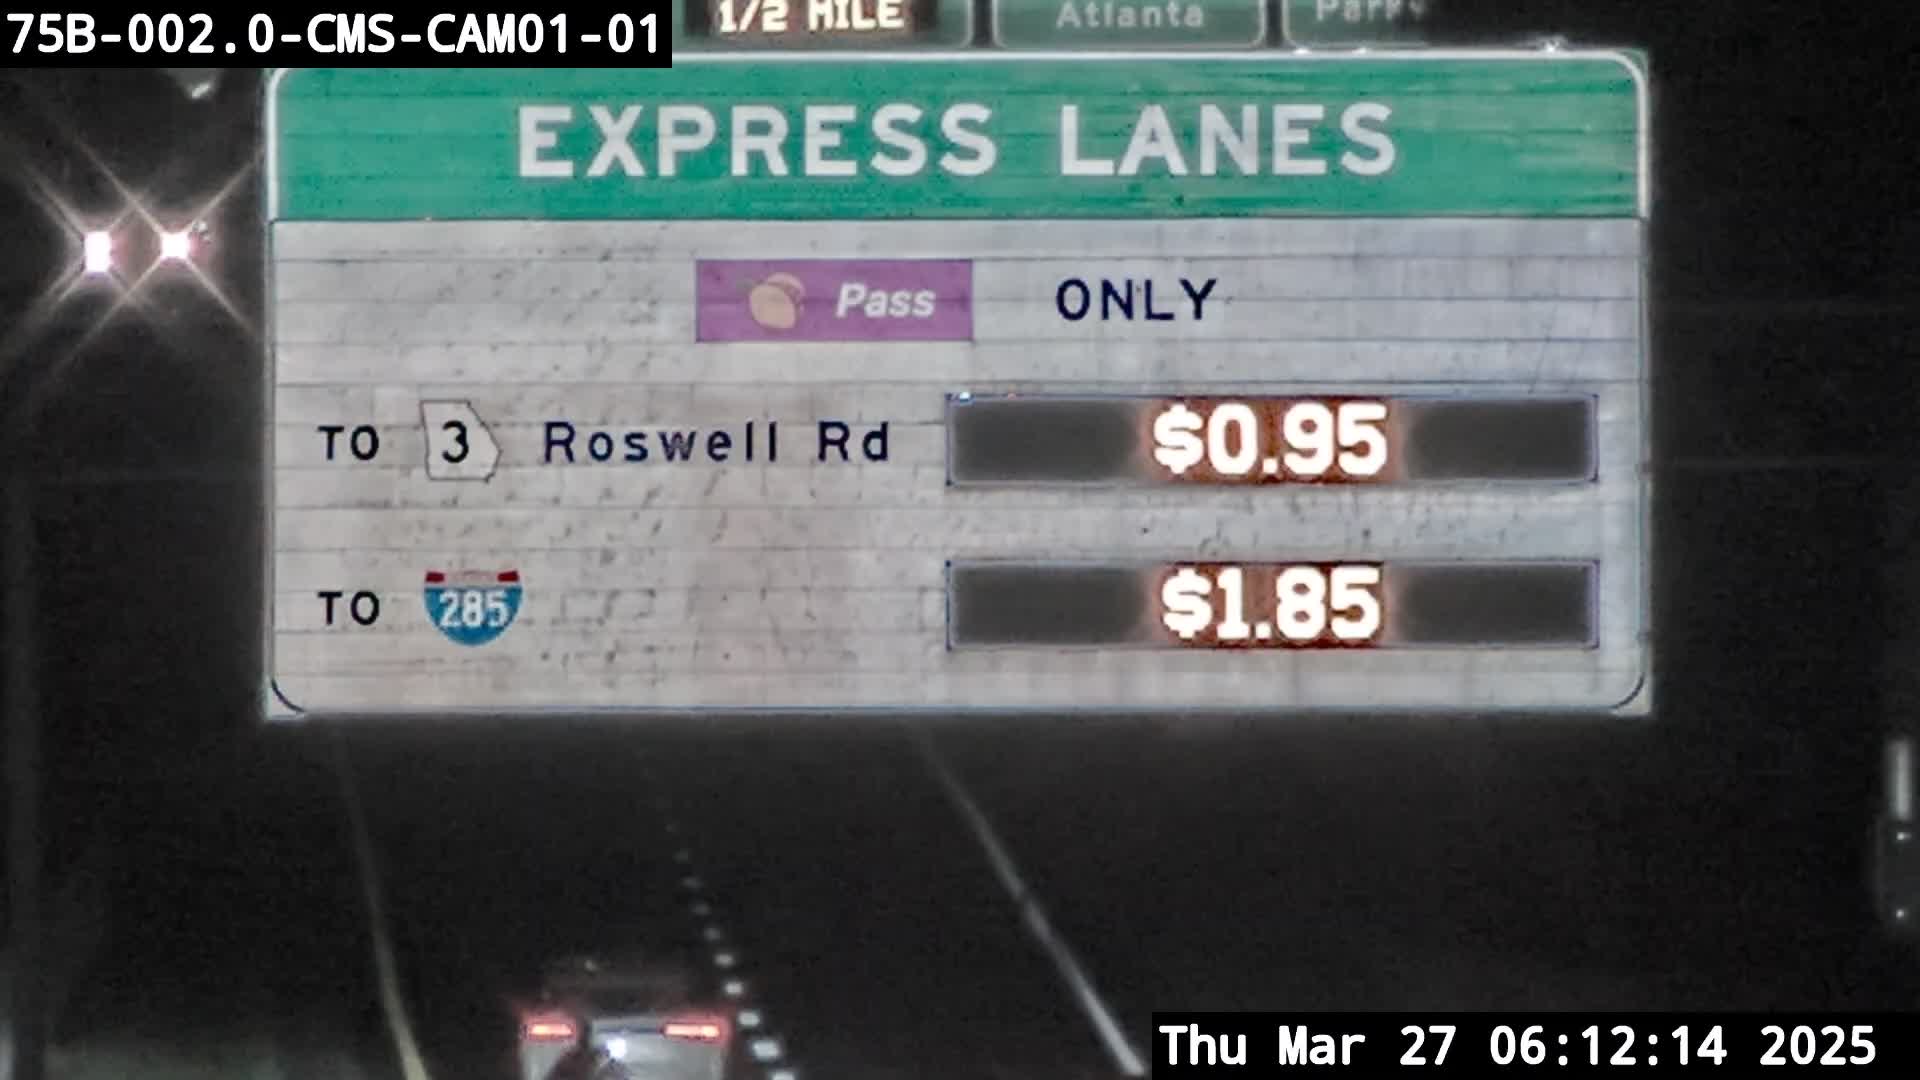 75B-002.0-CMS-CAM01-01
1/2 MILE
Atlanta
EXPRESS LANES
Pass ONLY
TO 3 Roswell Rd $0.95
TO 285 $1.85
Thu Mar 27 06:12:14 2025